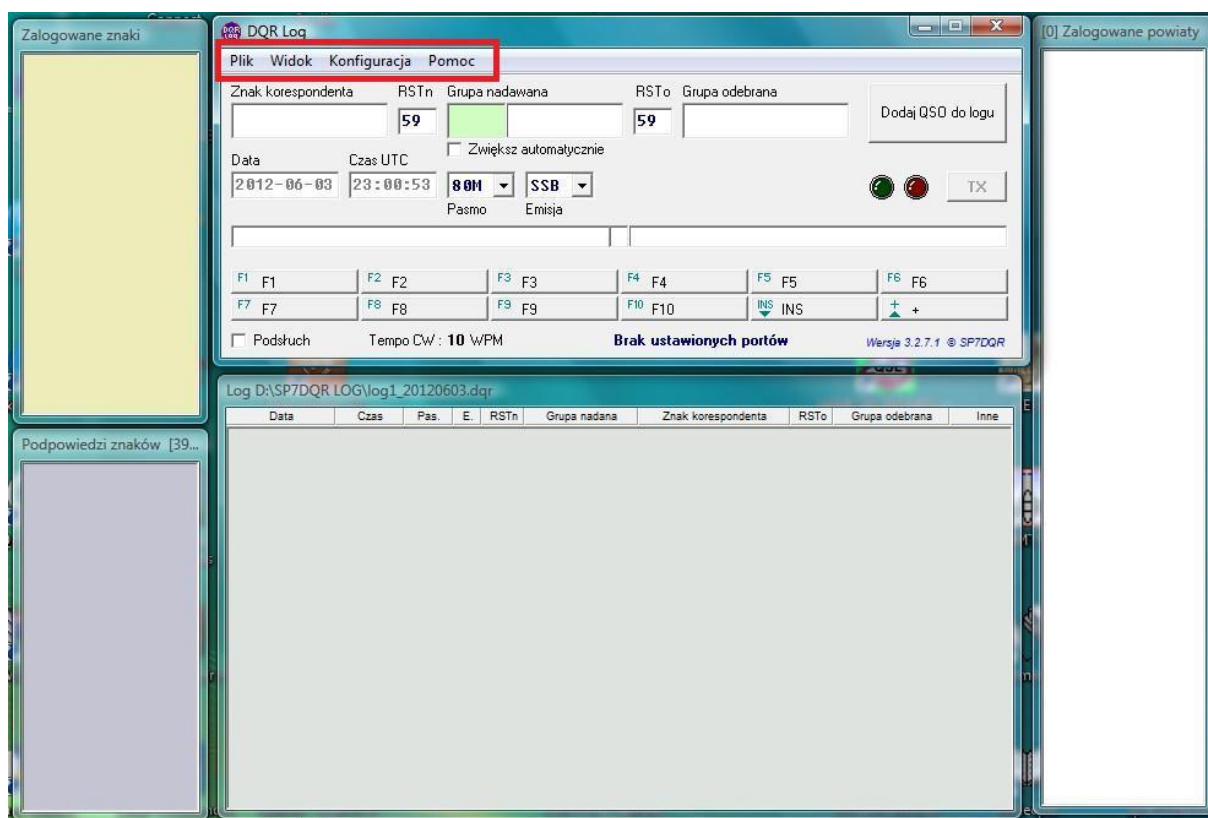 Zalogowane znaki
DQR Log
[0] Zalogowane powiaty
Plik Widok Konfiguracja Pomoc
Znak korespondenta RSTn Grupa nadawana RSTo Grupa odebrana
59 59
Dodaj QSO do logu
Zwiększ automatycznie
Data Czas UTC
2012-06-03 23:00:53 80M SSB
TX
Pasmo Emisja
F1 F1 F2 F2 F3 F3 F4 F4 F5 F5 F6 F6
F7 F7 F8 F8 F9 F9 F10 F10 INS INS + +
Podsłuch Tempo CW : 10 WPM Brak ustawionych portów Wersja 3.2.7.1 © SP7DQR
Log D:\SP7DQR LOG\log1_20120603.dqr
Data Czas Pas. E. RSTn Grupa nadana Znak korespondenta RSTo Grupa odebrana Inne
Podpowiedzi znaków [39...